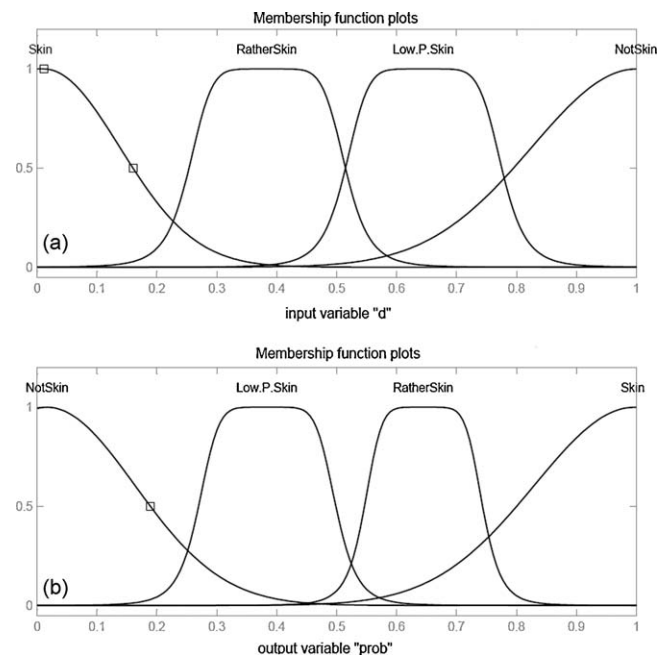 Membership function plots
Skin RatherSkin Low.P.Skin NotSkin
1
0.5
0
(a)
0 0.1 0.2 0.3 0.4 0.5 0.6 0.7 0.8 0.9 1
input variable "d"
Membership function plots
NotSkin Low.P.Skin RatherSkin Skin
1
0.5
0
(b)
0 0.1 0.2 0.3 0.4 0.5 0.6 0.7 0.8 0.9 1
output variable "prob"